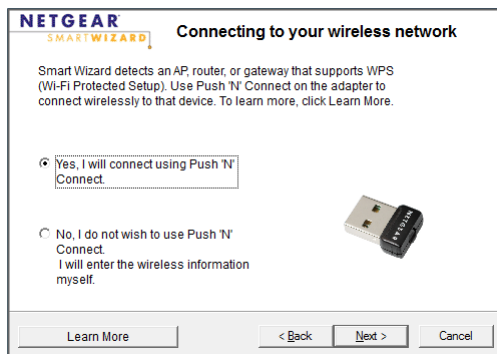 NETGEAR
SMARTWIZARD
Connecting to your wireless network
Smart Wizard detects an AP, router, or gateway that supports WPS
(Wi-Fi Protected Setup). Use Push 'N' Connect on the adapter to
connect wirelessly to that device. To learn more, click Learn More.
Yes, I will connect using Push 'N'
Connect.
No, I do not wish to use Push 'N'
Connect.
I will enter the wireless information
myself.
NETGEAR
Learn More
< Back
Next >
Cancel